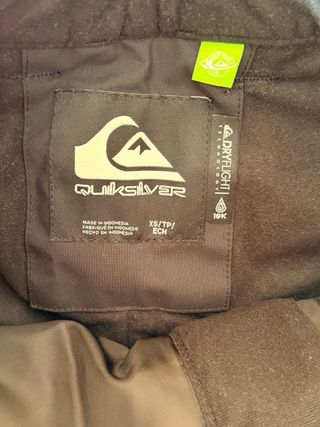 QUIKSILVER
MADE IN INDONESIA
FABRIQUÉ EN INDONÉSIE
HECHO EN INDONESIA
XS/TP/
ECH
DRYFLIGHT
TECHNOLOGY
10K